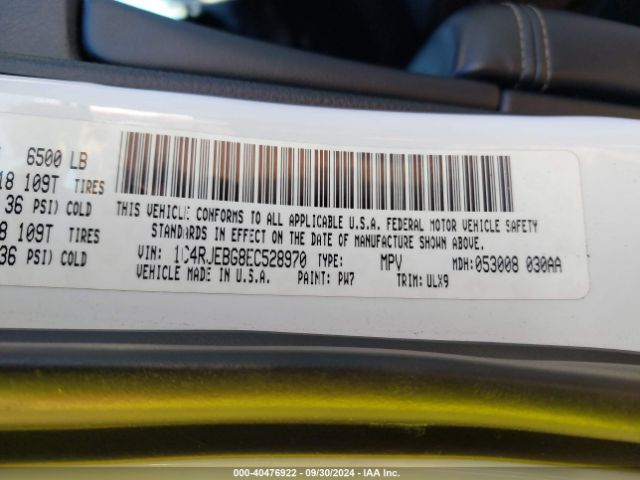 6500 LB
18 109T TIRES
36 PSI) COLD
8 109T TIRES
36 PSI) COLD
THIS VEHICLE CONFORMS TO ALL APPLICABLE U.S.A. FEDERAL MOTOR VEHICLE SAFETY
STANDARDS IN EFFECT ON THE DATE OF MANUFACTURE SHOWN ABOVE.
VIN: 1C4RJEBG8EC528970 TYPE: MPV MDH: 053008 030AA
VEHICLE MADE IN U.S.A. PAINT: PW7 TRIM: ULX9
000-40476922 - 09/30/2024 - IAA Inc.